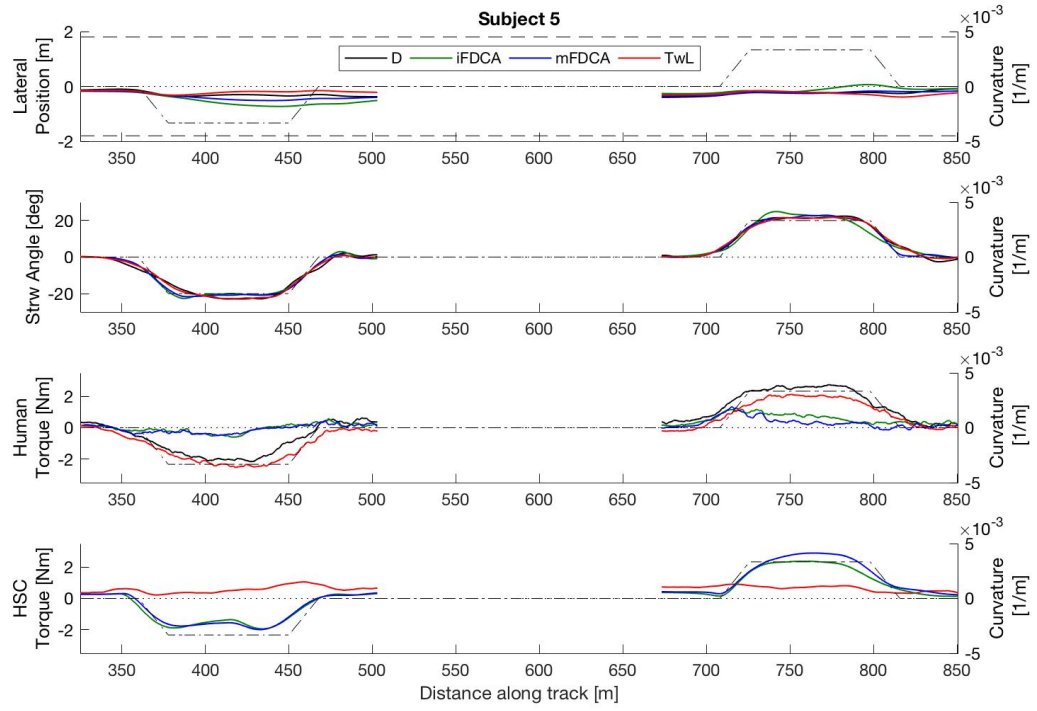 Subject 5
×10⁻³
2
0
-2
Lateral
Position [m]
D
iFDCA
mFDCA
TwL
5
0
-5
Curvature
[1/m]
350 400 450 500 550 600 650 700 750 800 850
×10⁻³
20
0
-20
Strw Angle [deg]
5
0
-5
Curvature
[1/m]
350 400 450 500 550 600 650 700 750 800 850
×10⁻³
2
0
-2
Human
Torque [Nm]
5
0
-5
Curvature
[1/m]
350 400 450 500 550 600 650 700 750 800 850
×10⁻³
2
0
-2
HSC
Torque [Nm]
5
0
-5
Curvature
[1/m]
350 400 450 500 550 600 650 700 750 800 850
Distance along track [m]